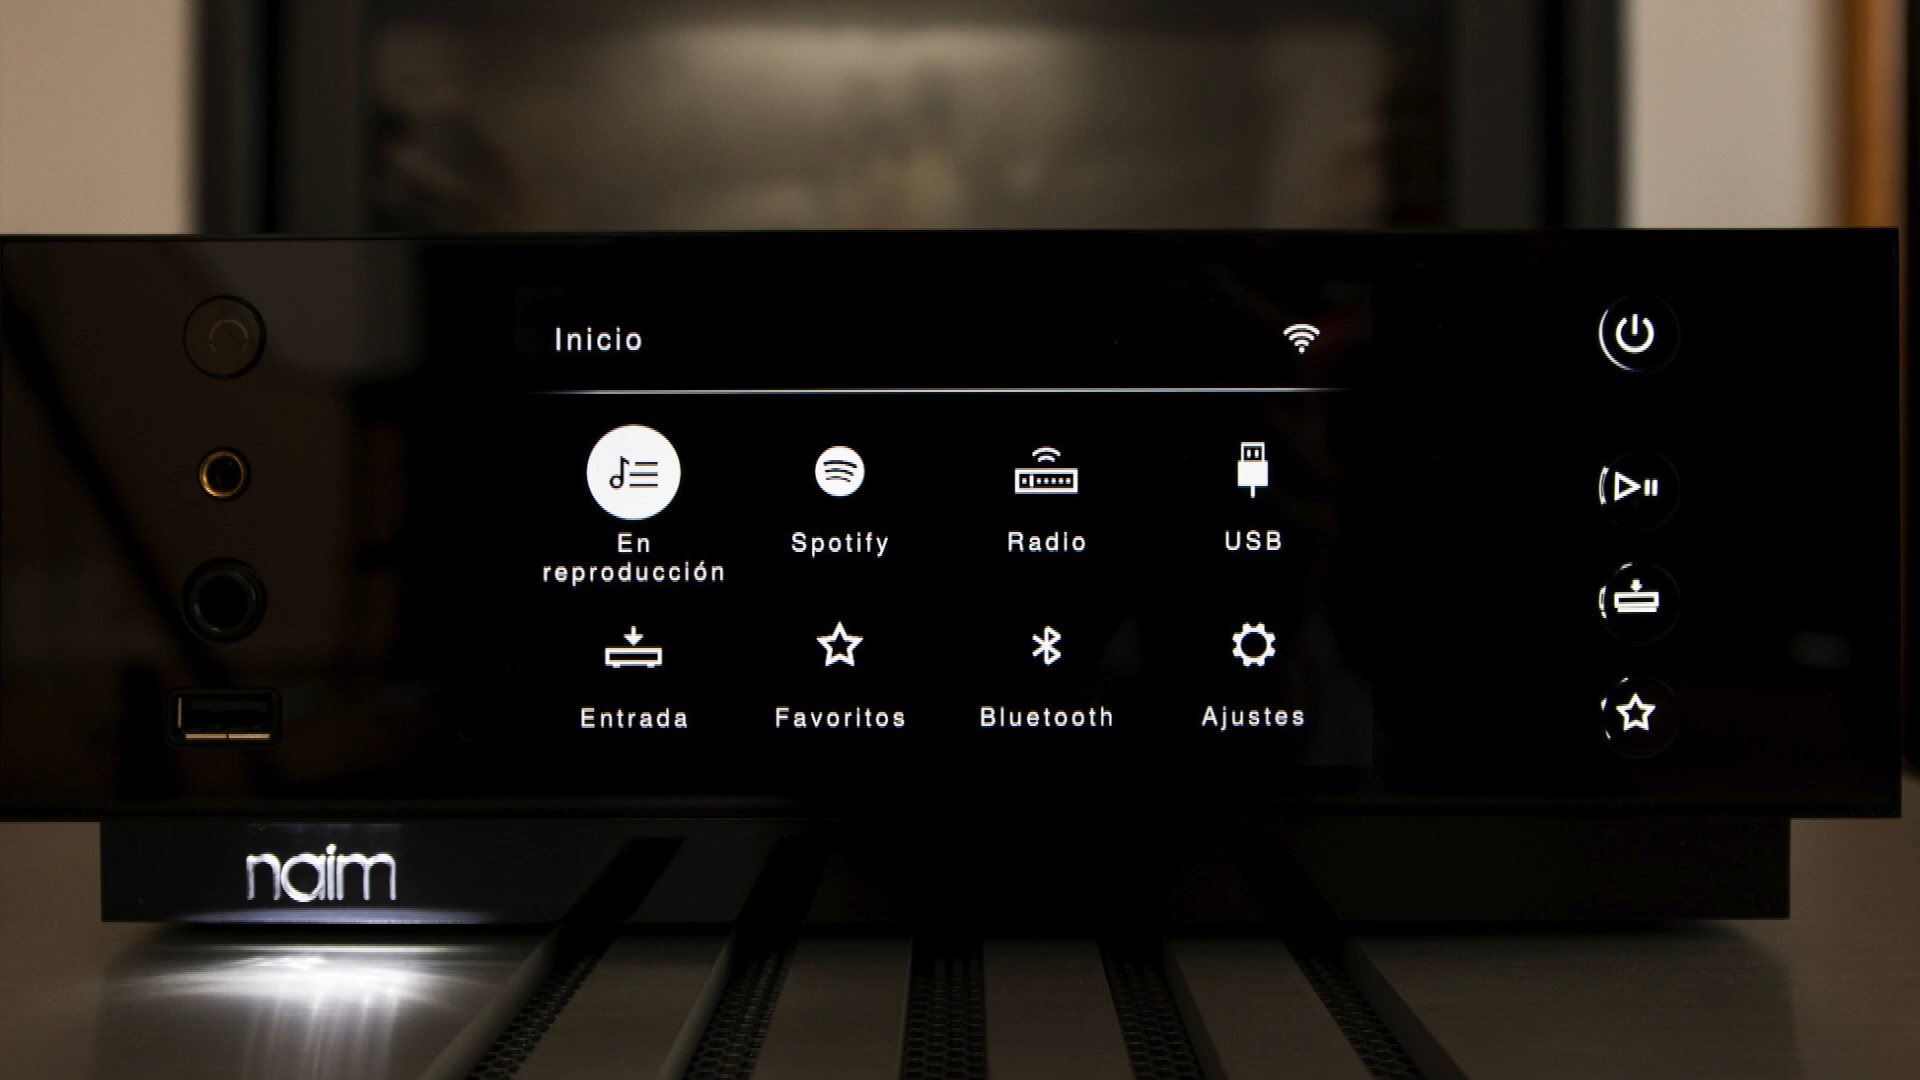 Inicio
En
reproducción
Spotify
Radio
USB
Entrada
Favoritos
Bluetooth
Ajustes
naim